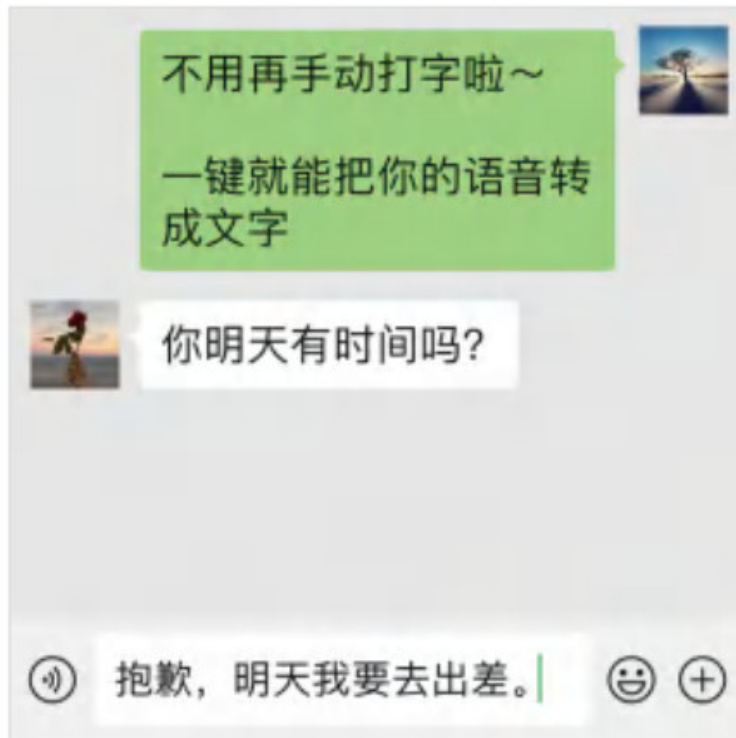 不用再手动打字啦～
一键就能把你的语音转
成文字
你明天有时间吗？
抱歉，明天我要去出差。